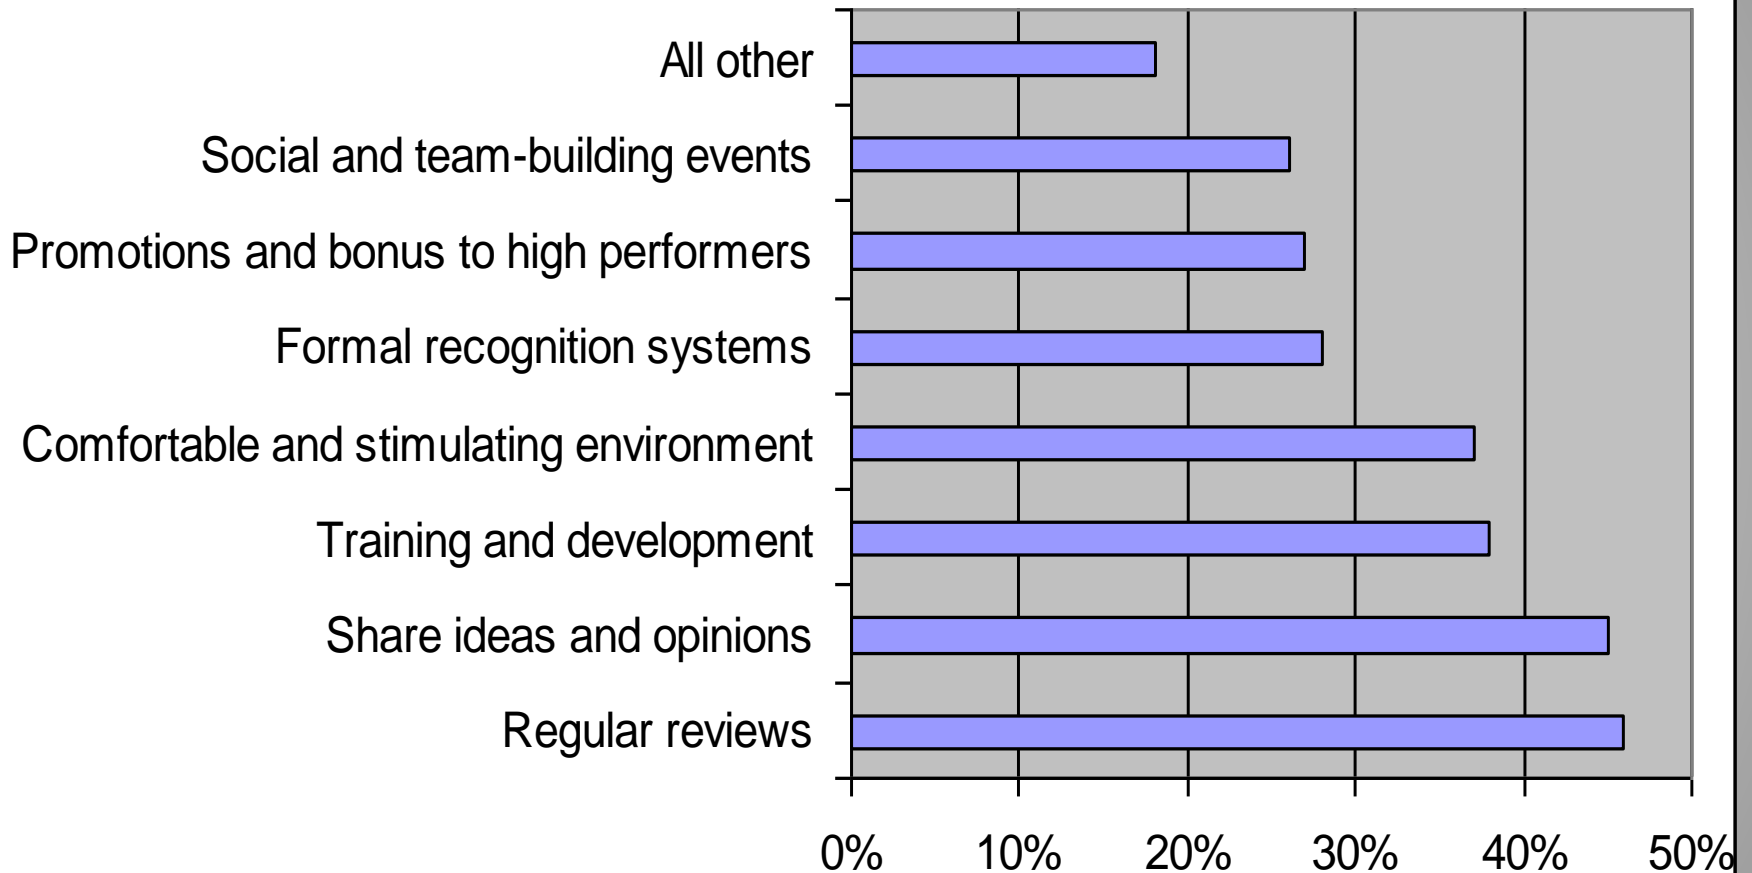 All other
Social and team-building events
Promotions and bonus to high performers
Formal recognition systems
Comfortable and stimulating environment
Training and development
Share ideas and opinions
Regular reviews
0% 10% 20% 30% 40% 50%